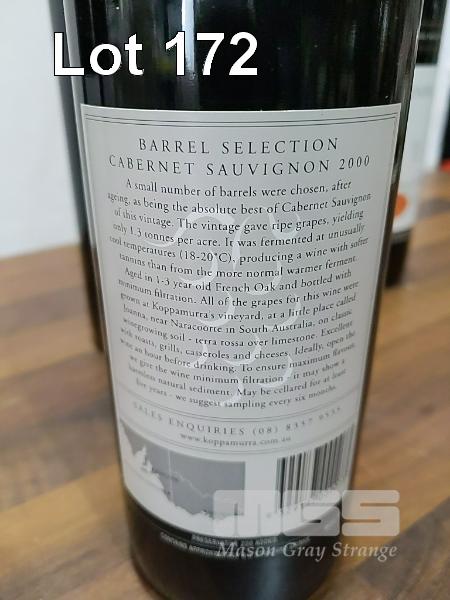 Lot 172
BARREL SELECTION
CABERNET SAUVIGNON 2000
A small number of barrels were chosen, after
ageing, as being the absolute best of Cabernet Sauvignon
of this vintage. The vintage gave ripe grapes, yielding
only 1.3 tonnes per acre. It was fermented at unusually
cool temperatures (18-20°C), producing a wine with softer
tannins than from the more normal warmer ferment.
Aged in 1-3 year old French Oak and bottled with
minimum filtration. All of the grapes for this wine were
grown at Koppamurra's vineyard, at a little place called
Joanna, near Naracoorte in South Australia, on classic
winegrowing soil - terra rossa over limestone. Excellent
with roasts, grills, casseroles and cheeses. Ideally, open the
wine an hour before drinking. To ensure maximum flavour,
we give the wine minimum filtration - it may show a
harmless natural sediment. May be cellared for at least
five years - we suggest sampling every six months.
SALES ENQUIRIES (08) 8357 9533
www.koppamurra.com.au
MGS
Mason Gray Strange
PRESERVATIVE 220 ADDED